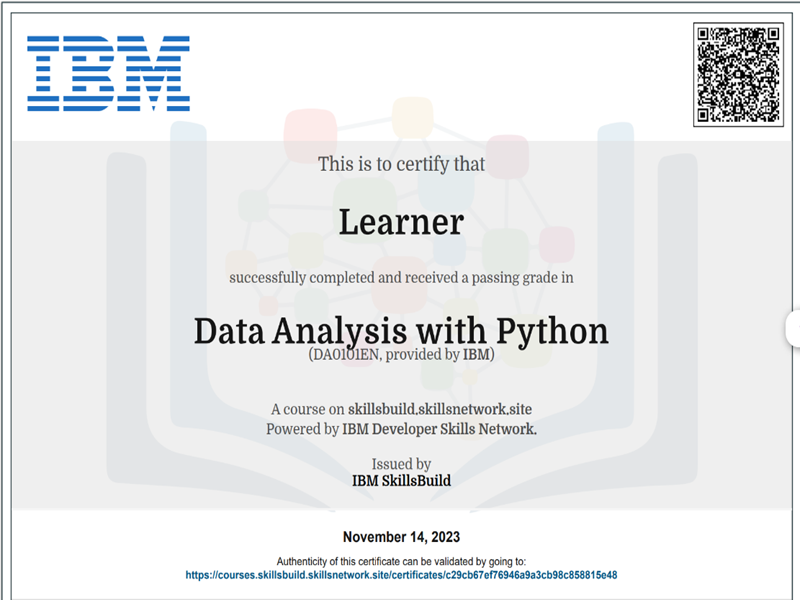 IBM
This is to certify that
Learner
successfully completed and received a passing grade in
Data Analysis with Python
(DA0101EN, provided by IBM)
A course on skillsbuild.skillsnetwork.site
Powered by IBM Developer Skills Network.
Issued by
IBM SkillsBuild
November 14, 2023
Authenticity of this certificate can be validated by going to:
https://courses.skillsbuild.skillsnetwork.site/certificates/c29cb67ef76946a9a3cb98c858815e48